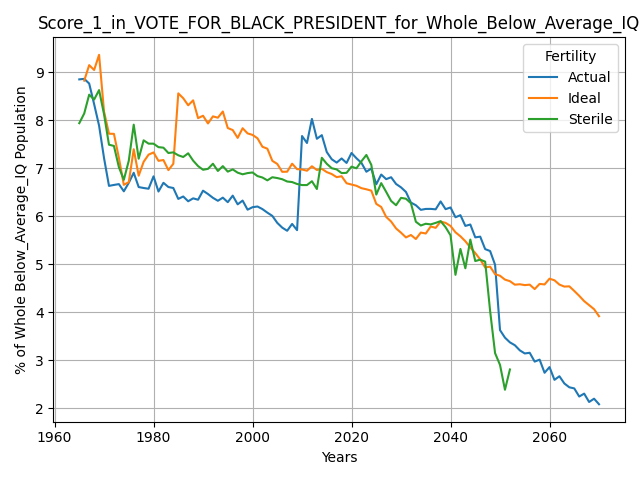 Score_1_in_VOTE_FOR_BLACK_PRESIDENT_for_Whole_Below_Average_IQ
Fertility
Actual
Ideal
Sterile
% of Whole Below_Average_IQ Population
9
8
7
6
5
4
3
2
1960
1980
2000
2020
2040
2060
Years